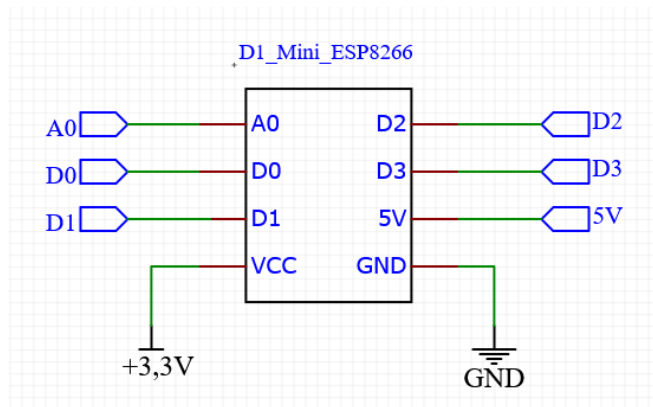 D1_Mini_ESP8266
A0 A0 D2 D2
D0 D0 D3 D3
D1 D1 5V 5V
VCC GND
+3,3V GND